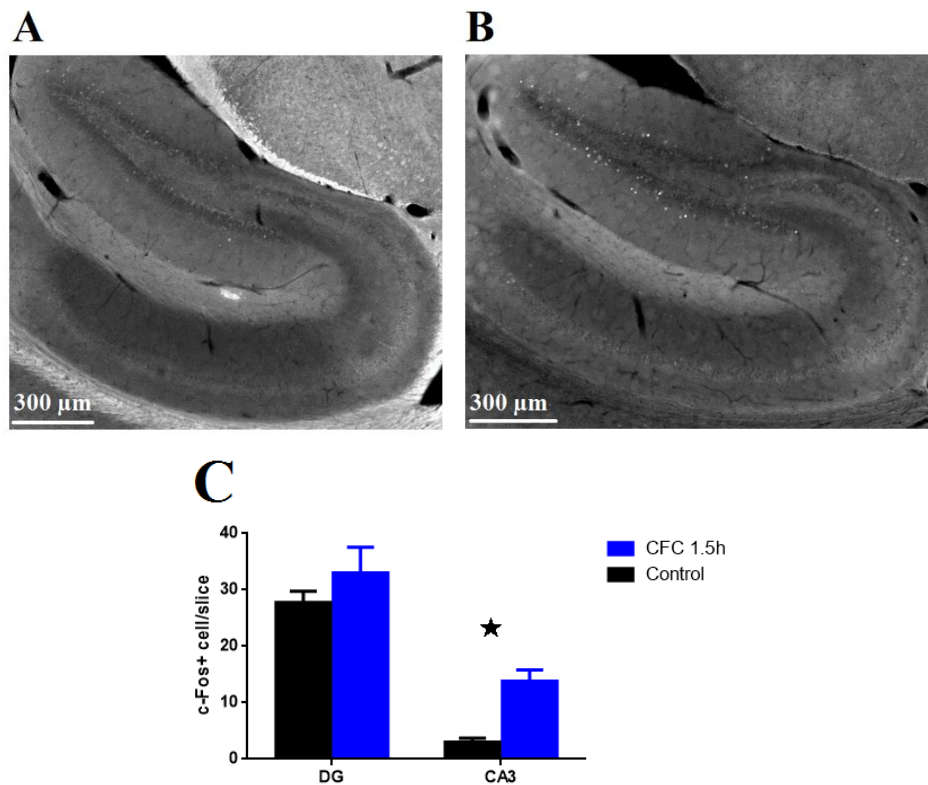 A
B
300 µm
300 µm
C
40
30
20
10
0
c-Fos+ cell/slice
DG
CA3
CFC 1.5h
Control